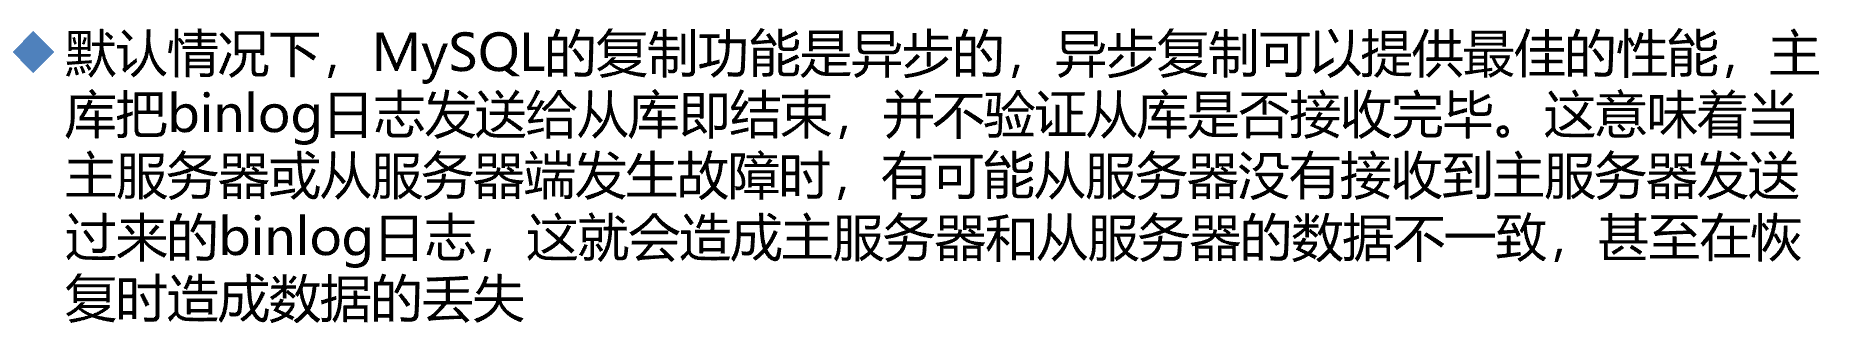 默认情况下，MySQL的复制功能是异步的，异步复制可以提供最佳的性能，主
库把binlog日志发送给从库即结束，并不验证从库是否接收完毕。这意味着当
主服务器或从服务器端发生故障时，有可能从服务器没有接收到主服务器发送
过来的binlog日志，这就会造成主服务器和从服务器的数据不一致，甚至在恢
复时造成数据的丢失